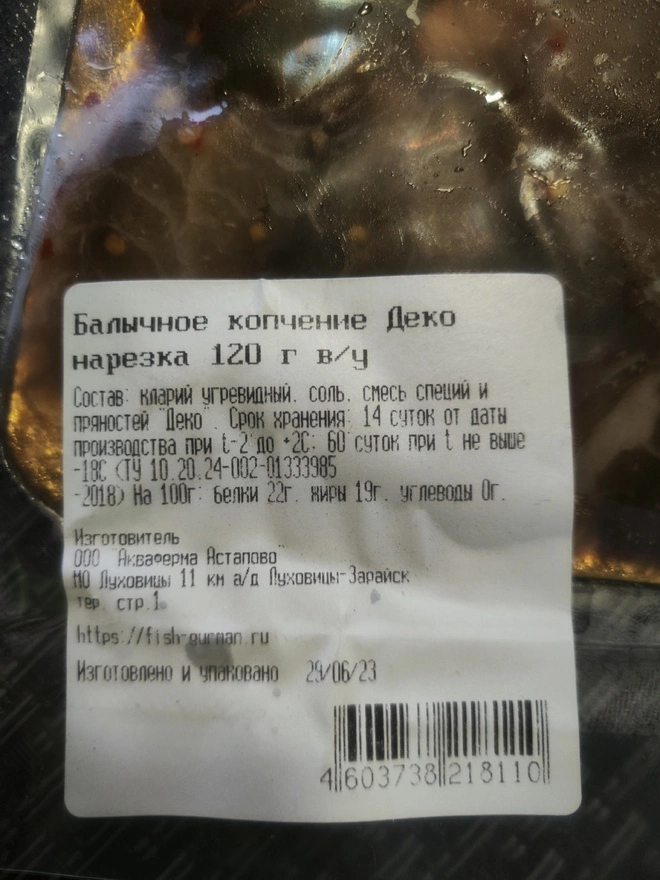 Балычное копчение Деко
нарезка 120 г в/у
Состав: кларий угревидный, соль, смесь специй и
пряностей "Деко". Срок хранения: 14 суток от даты
производства при t-2 до +2С; 60 суток при t не выше
-18С (ТУ 10.20.24-002-01333985
-2018) На 100г: белки 22г. жиры 19г. углеводы 0г.
Изготовитель
ООО "Акваферма Астапово"
МО Луховицы 11 км а/д Луховицы-Зарайск
тер. стр.1
https://fish-gurman.ru
Изготовлено и упаковано 29/06/23
4 603738 218110